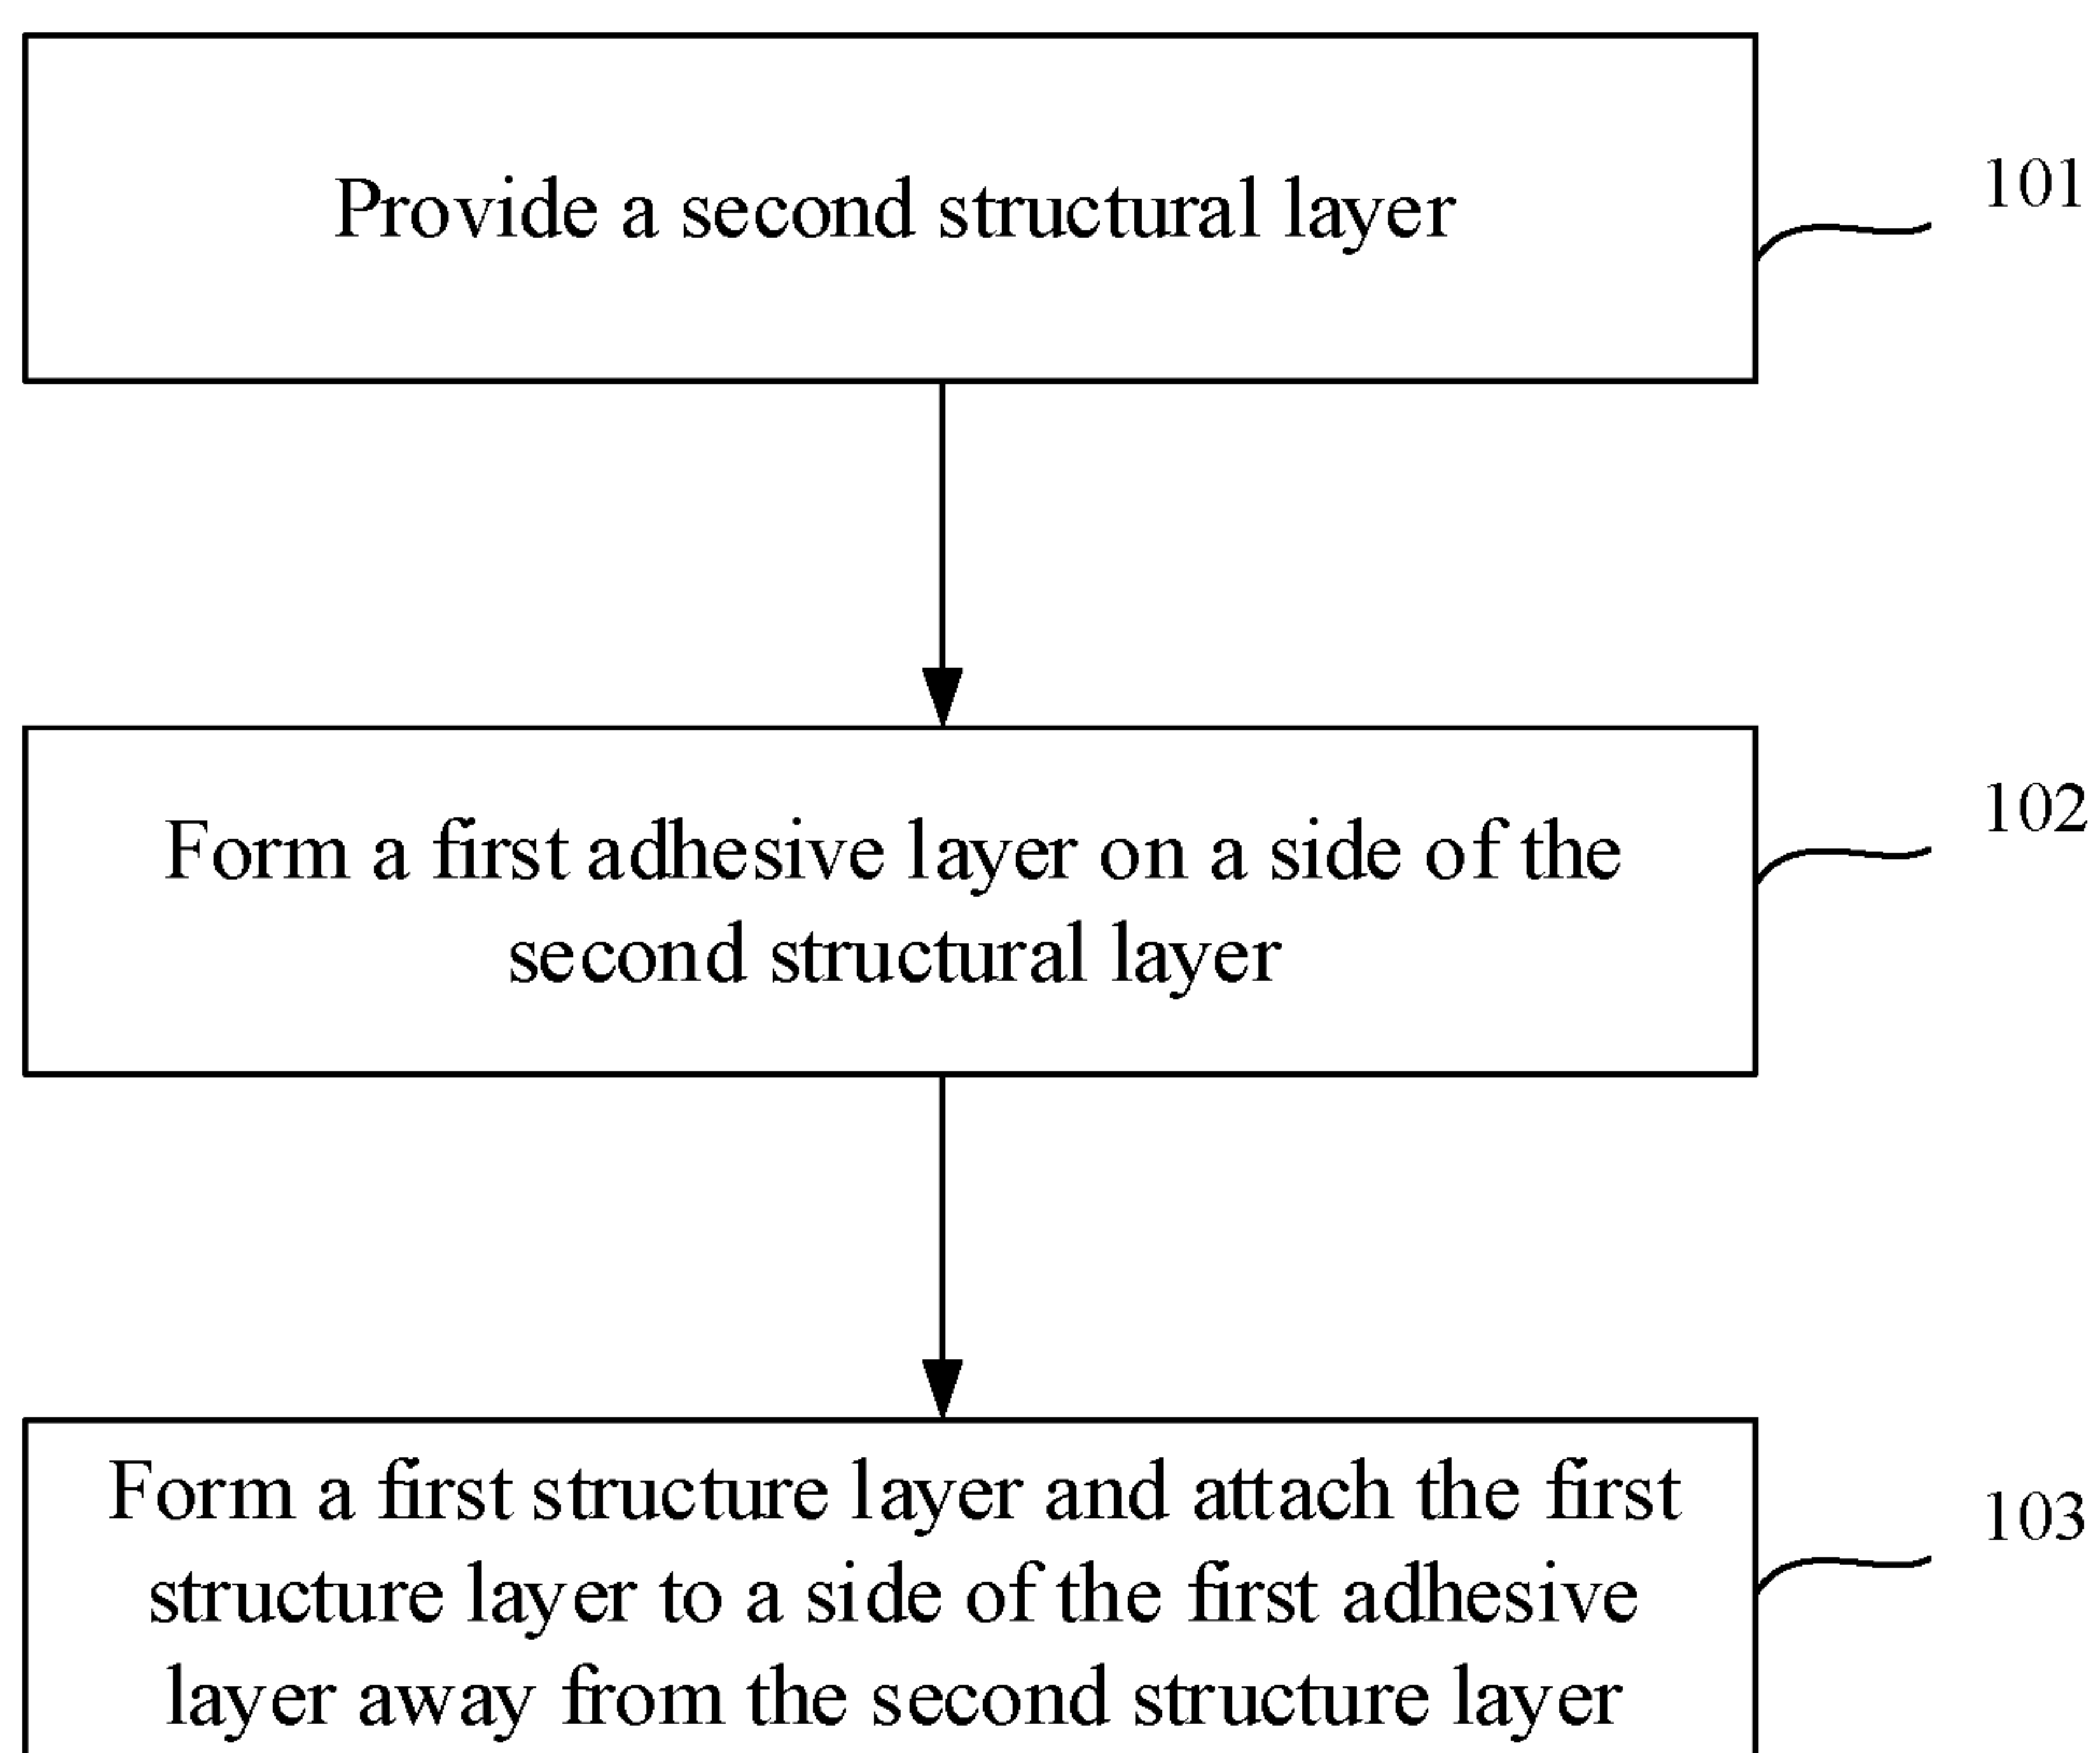 Provide a second structural layer
101
Form a first adhesive layer on a side of the
second structural layer
102
Form a first structure layer and attach the first
structure layer to a side of the first adhesive
layer away from the second structure layer
103